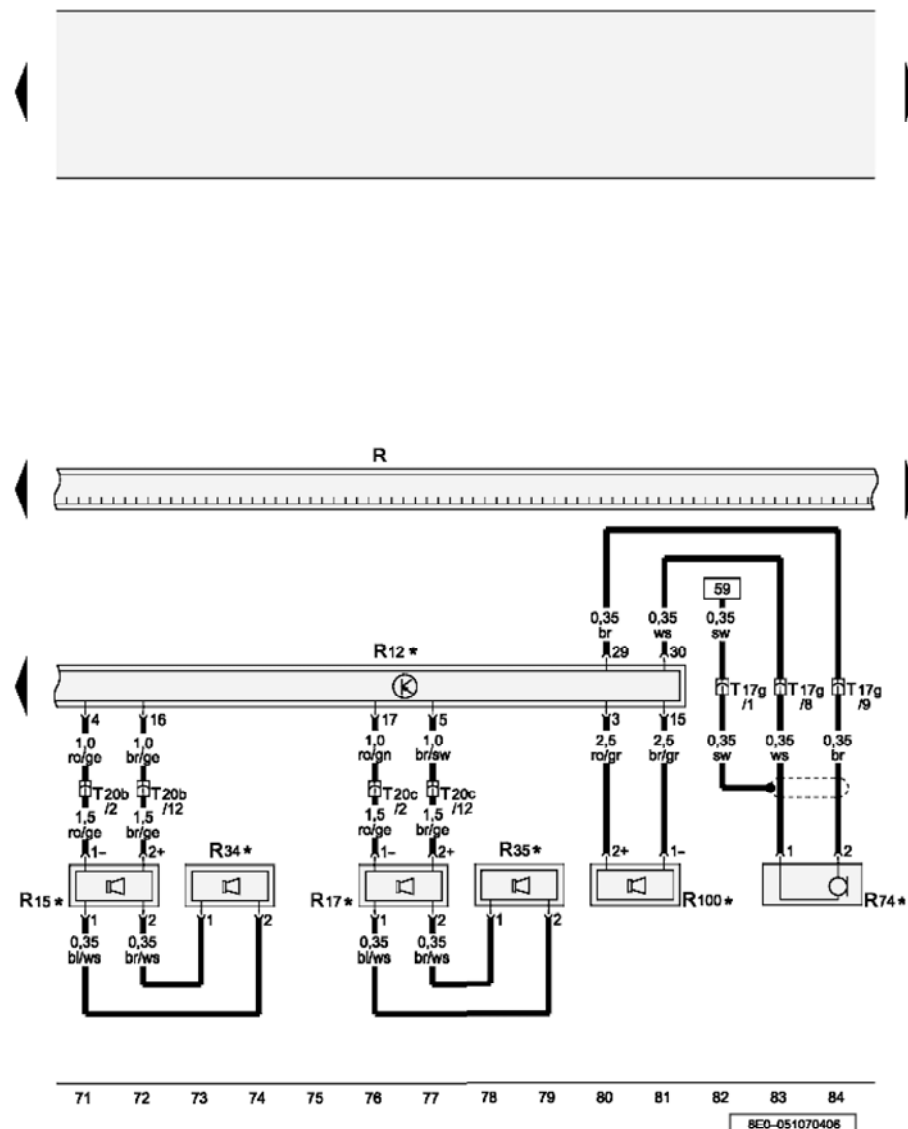 R
59
0,35 0,35 0,35
br ws sw
R12* 29 30
T17g/1 T17g/8 T17g/9
4 16 17 5 3 15
1,0 1,0 1,0 1,0 2,5 2,5 0,35 0,35 0,35
ro/ge br/ge ro/gn br/sw ro/gr br/gr sw ws br
T20b/2 T20b/12 T20c/2 T20c/12
1,5 1,5 1,5 1,5
ro/ge br/ge ro/ge br/ge
1– 2+ R34* 1– 2+ R35* 2+ 1– 1 2
R15* R17* R100* R74*
1 2 1 2 1 2 1 2
0,35 0,35 0,35 0,35
bl/ws br/ws bl/ws br/ws
71 72 73 74 75 76 77 78 79 80 81 82 83 84
8E0-051070406